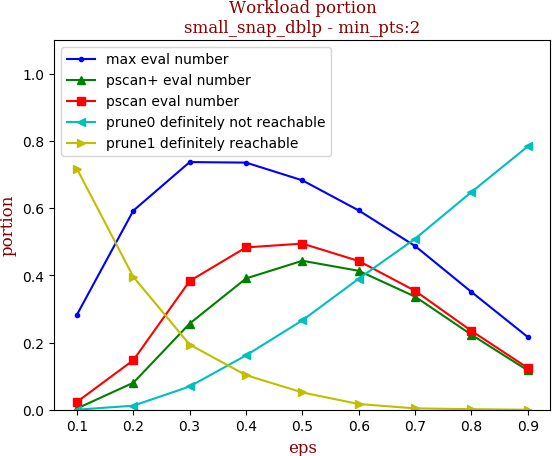 Workload portion
small_snap_dblp - min_pts:2
max eval number
pscan+ eval number
pscan eval number
prune0 definitely not reachable
prune1 definitely reachable
portion
1.0
0.8
0.6
0.4
0.2
0.0
0.1 0.2 0.3 0.4 0.5 0.6 0.7 0.8 0.9
eps